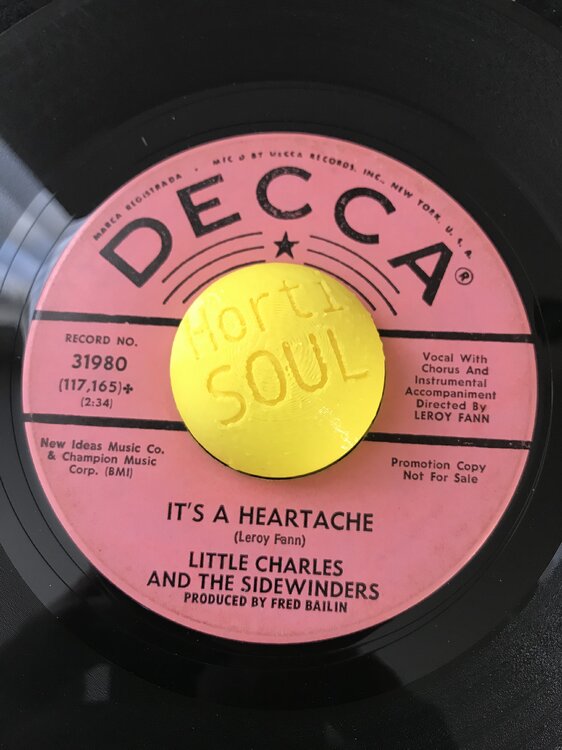 MARCA REGISTRADA • MFC'D BY DECCA RECORDS, INC., NEW YORK, U.S.A.
DECCA®
Horti
SOUL
RECORD NO.
31980
(117,165)✤
(2:34)
Vocal With
Chorus And
Instrumental
Accompaniment
Directed By
LEROY FANN
New Ideas Music Co.
& Champion Music
Corp. (BMI)
Promotion Copy
Not For Sale
IT'S A HEARTACHE
(Leroy Fann)
LITTLE CHARLES
AND THE SIDEWINDERS
PRODUCED BY FRED BAILIN